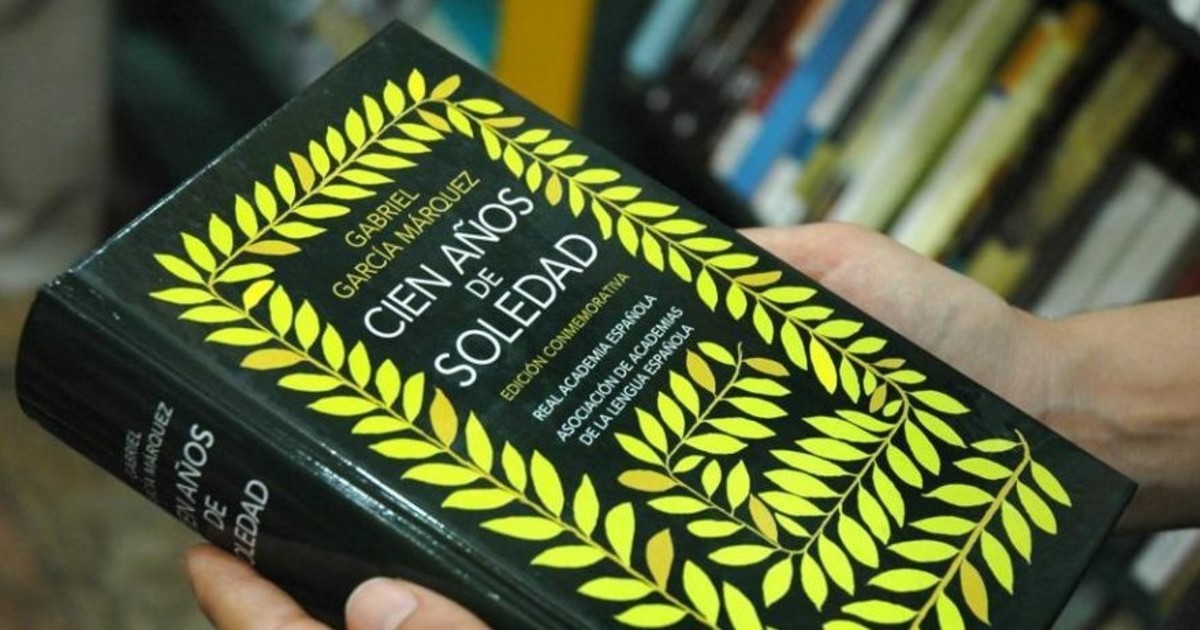 GABRIEL
GARCÍA MÁRQUEZ
CIEN AÑOS
DE
SOLEDAD
EDICIÓN CONMEMORATIVA
REAL ACADEMIA ESPAÑOLA
ASOCIACIÓN DE ACADEMIAS
DE LA LENGUA ESPAÑOLA
GABRIEL
MÁRQUEZ
AÑOS
DE